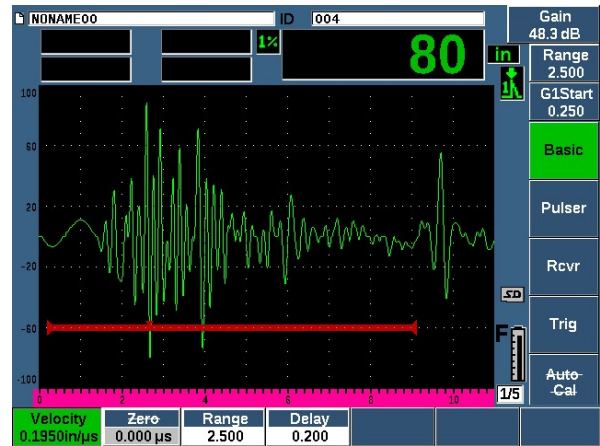 NONAME00 ID 004
Gain
48.3 dB
1% 80 in
Range
2.500
1
G1Start
0.250
100
60
20
-20
-60
-100
Basic
Pulser
Rcvr
SD
Trig
F
Auto
Cal
1/5
0 2 4 6 8 10
Velocity
0.1950in/µs
Zero
0.000 µs
Range
2.500
Delay
0.200